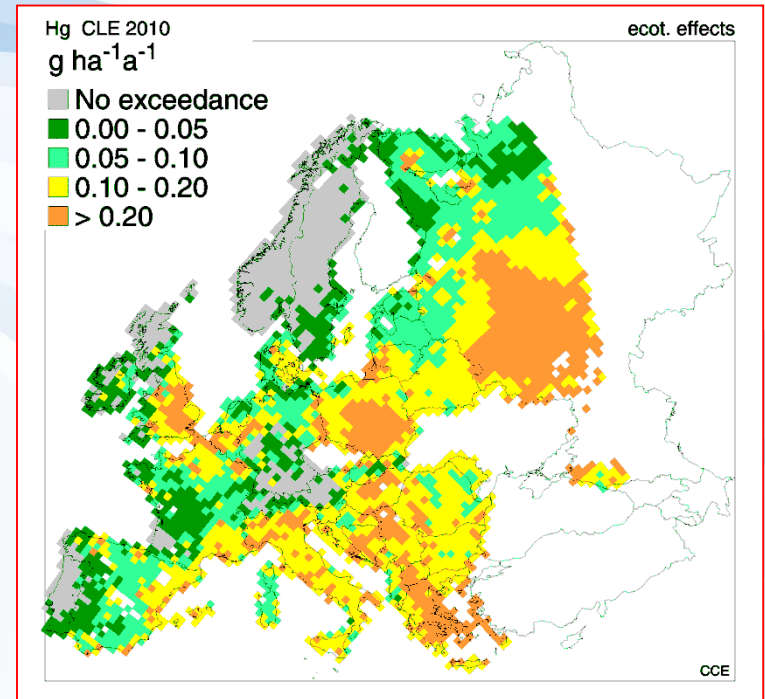 Hg CLE 2010
ecot. effects
g ha⁻¹a⁻¹
No exceedance
0.00 - 0.05
0.05 - 0.10
0.10 - 0.20
> 0.20
CCE